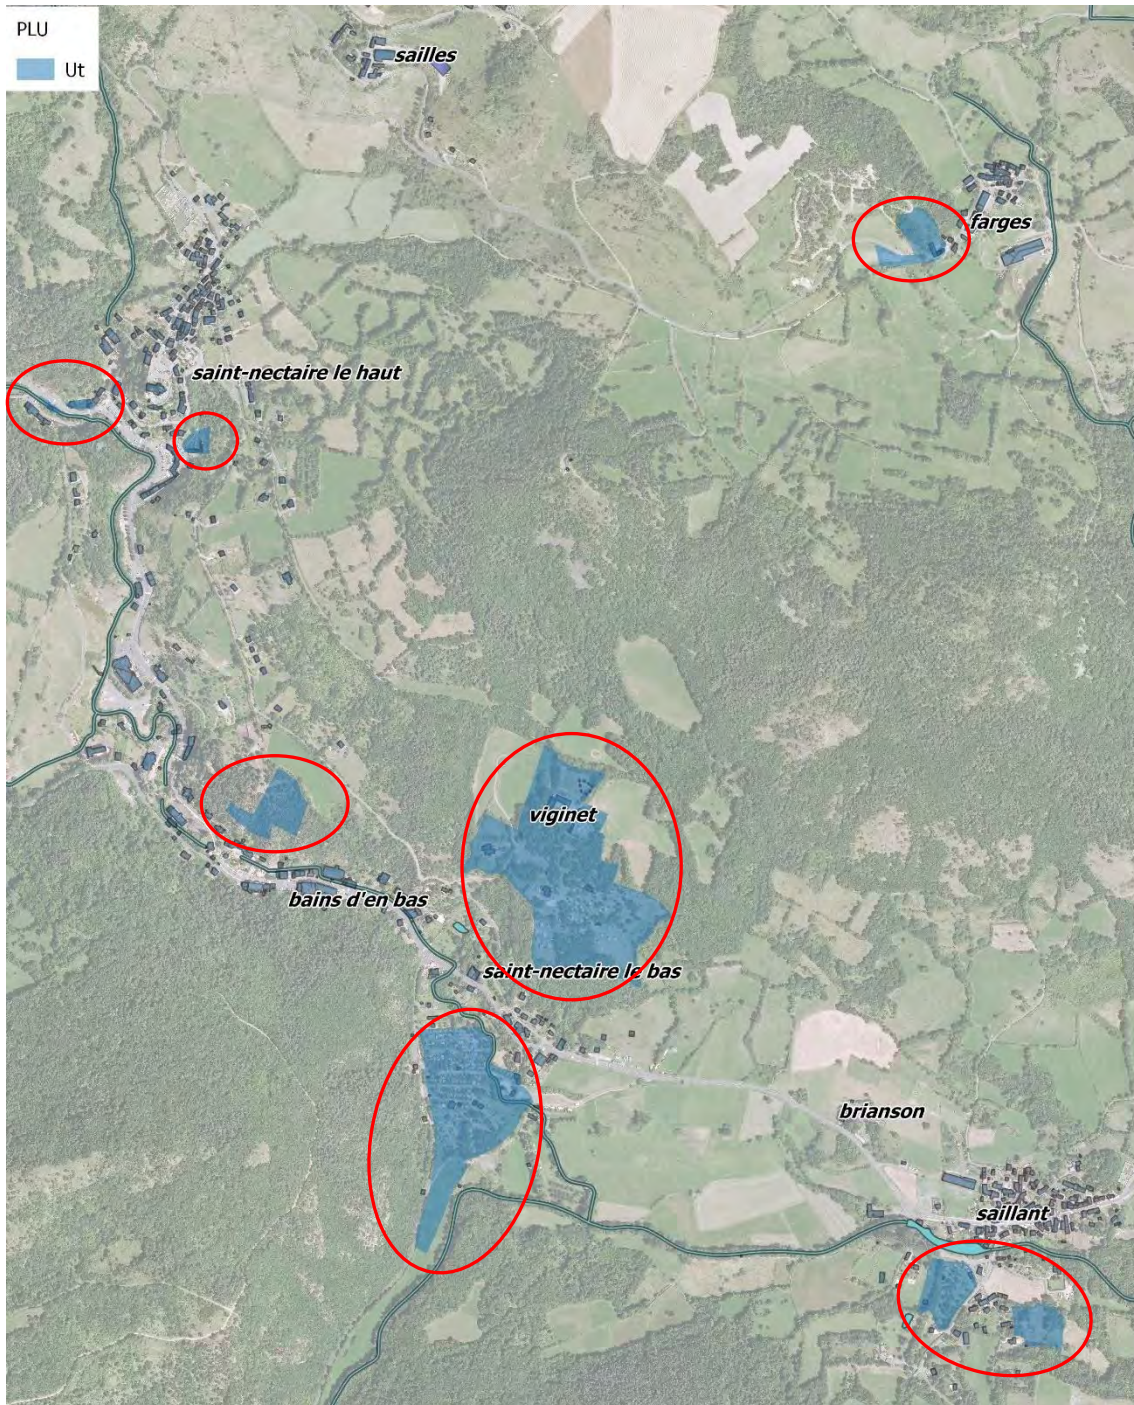 PLU
Ut
sailles
farges
saint-nectaire le haut
viginet
bains d'en bas
saint-nectaire le bas
brianson
saillant